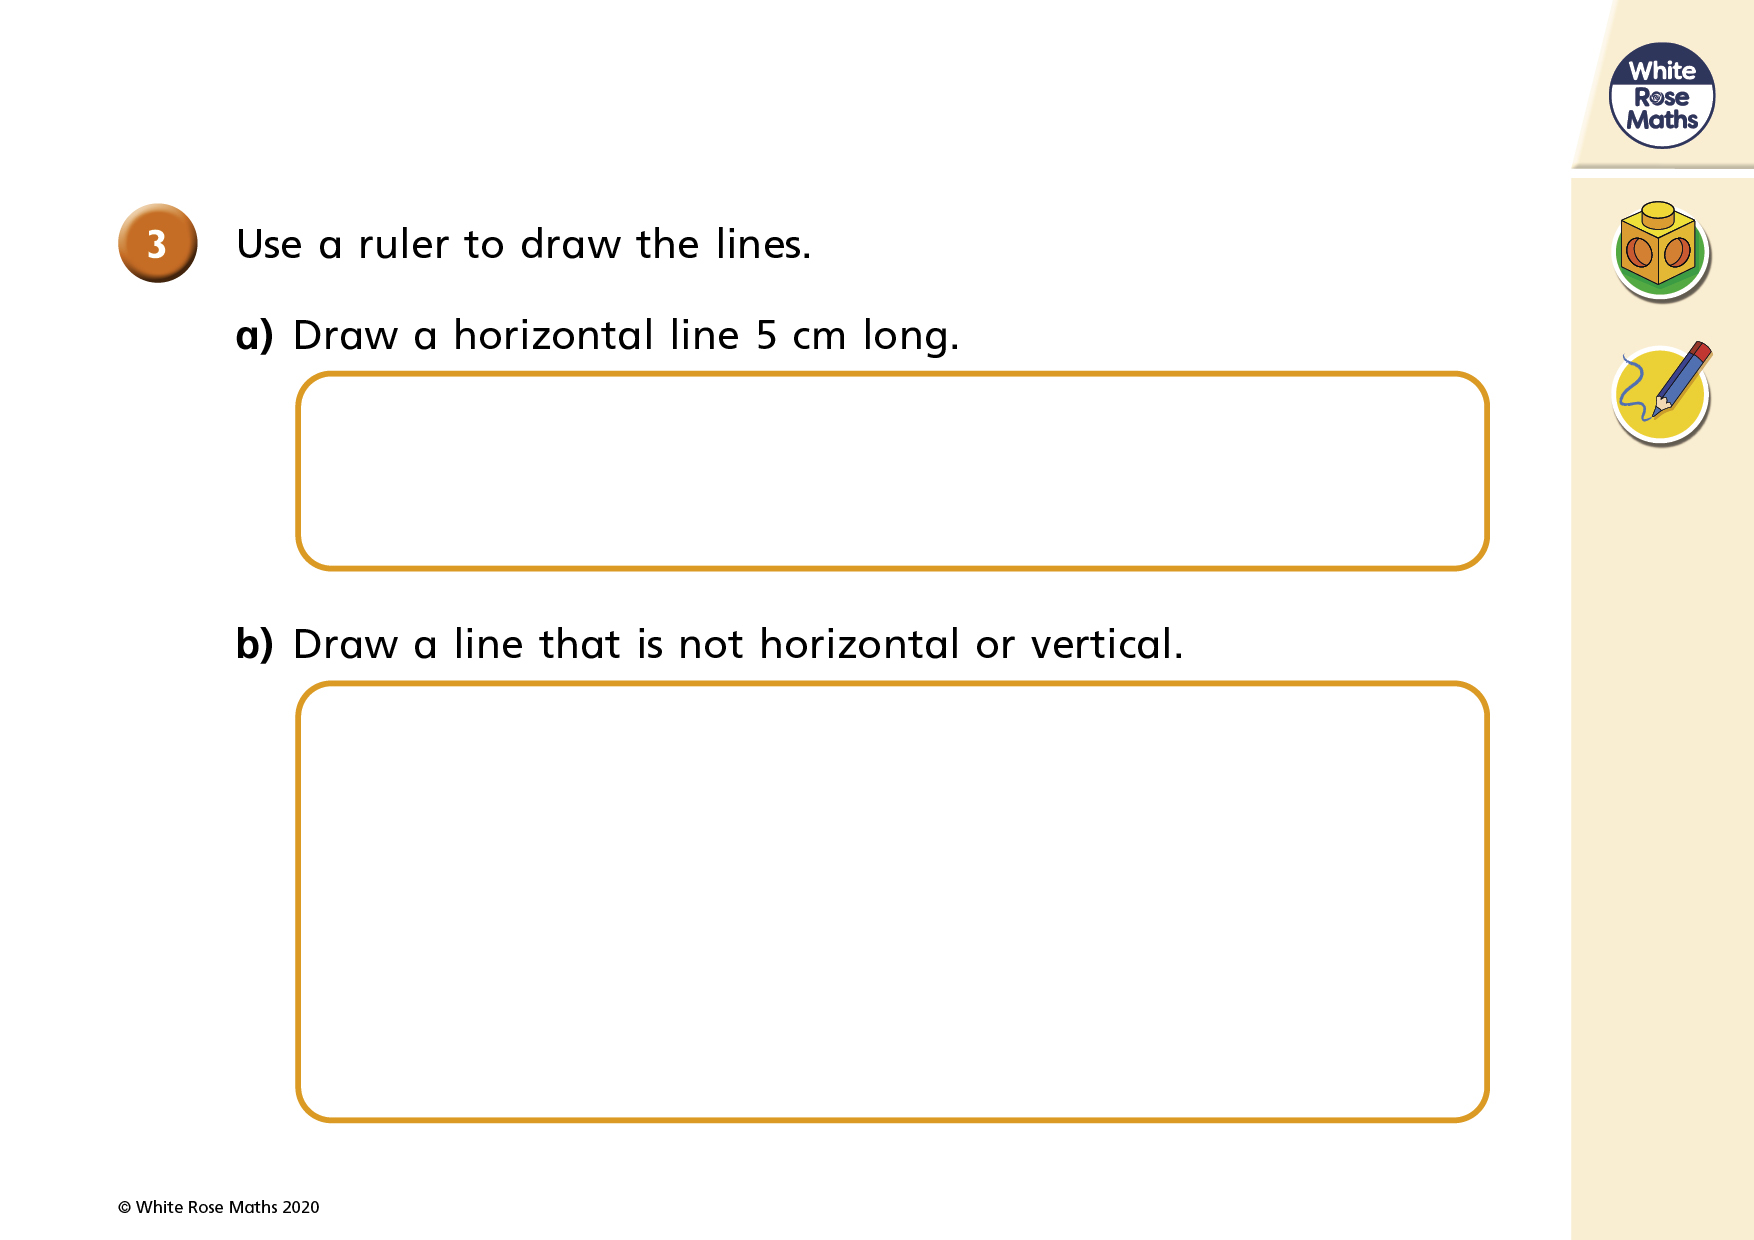 White
Rose
Maths
3 Use a ruler to draw the lines.
a) Draw a horizontal line 5 cm long.
b) Draw a line that is not horizontal or vertical.
© White Rose Maths 2020